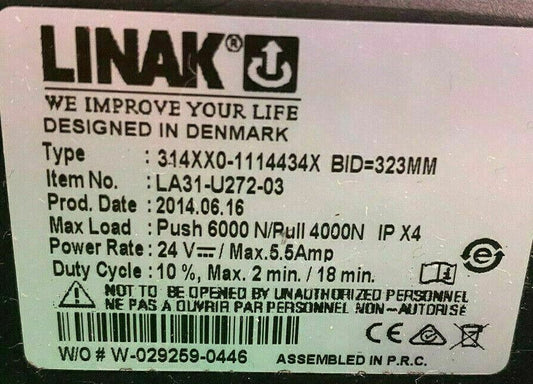 LINAK®
WE IMPROVE YOUR LIFE
DESIGNED IN DENMARK
Type : 314XX0-1114434X BID=323MM
Item No. : LA31-U272-03
Prod. Date : 2014.06.16
Max Load : Push 6000 N/Pull 4000N IP X4
Power Rate : 24 V⎓ / Max.5.5Amp
Duty Cycle : 10 %, Max. 2 min. / 18 min.
NOT TO BE OPENED BY UNAUTHORIZED PERSONNEL
NE PAS A OUVRIR PAR PERSONNEL NON-AUTORISÉ
CE
W/O # W-029259-0446 ASSEMBLED IN P.R.C.